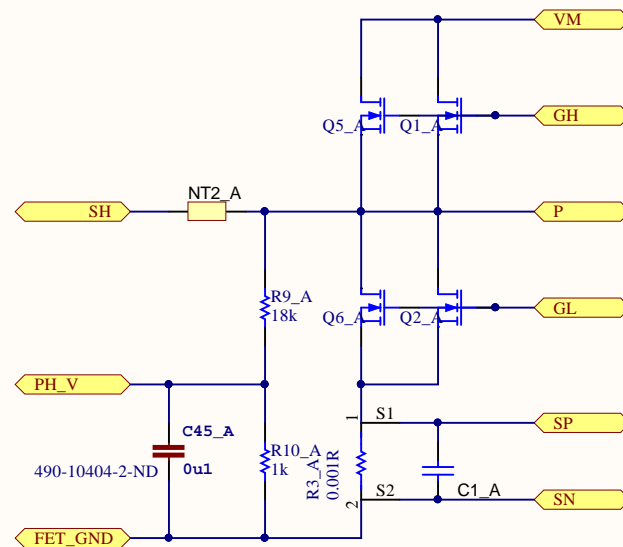 VM
Q5_A
Q1_A
GH
NT2_A
SH
P
R9_A
18k
Q6_A
Q2_A
GL
PH_V
C45_A
490-10404-2-ND
0u1
R10_A
1k
R3_A
0.001R
1
S1
SP
2
S2
C1_A
SN
FET_GND